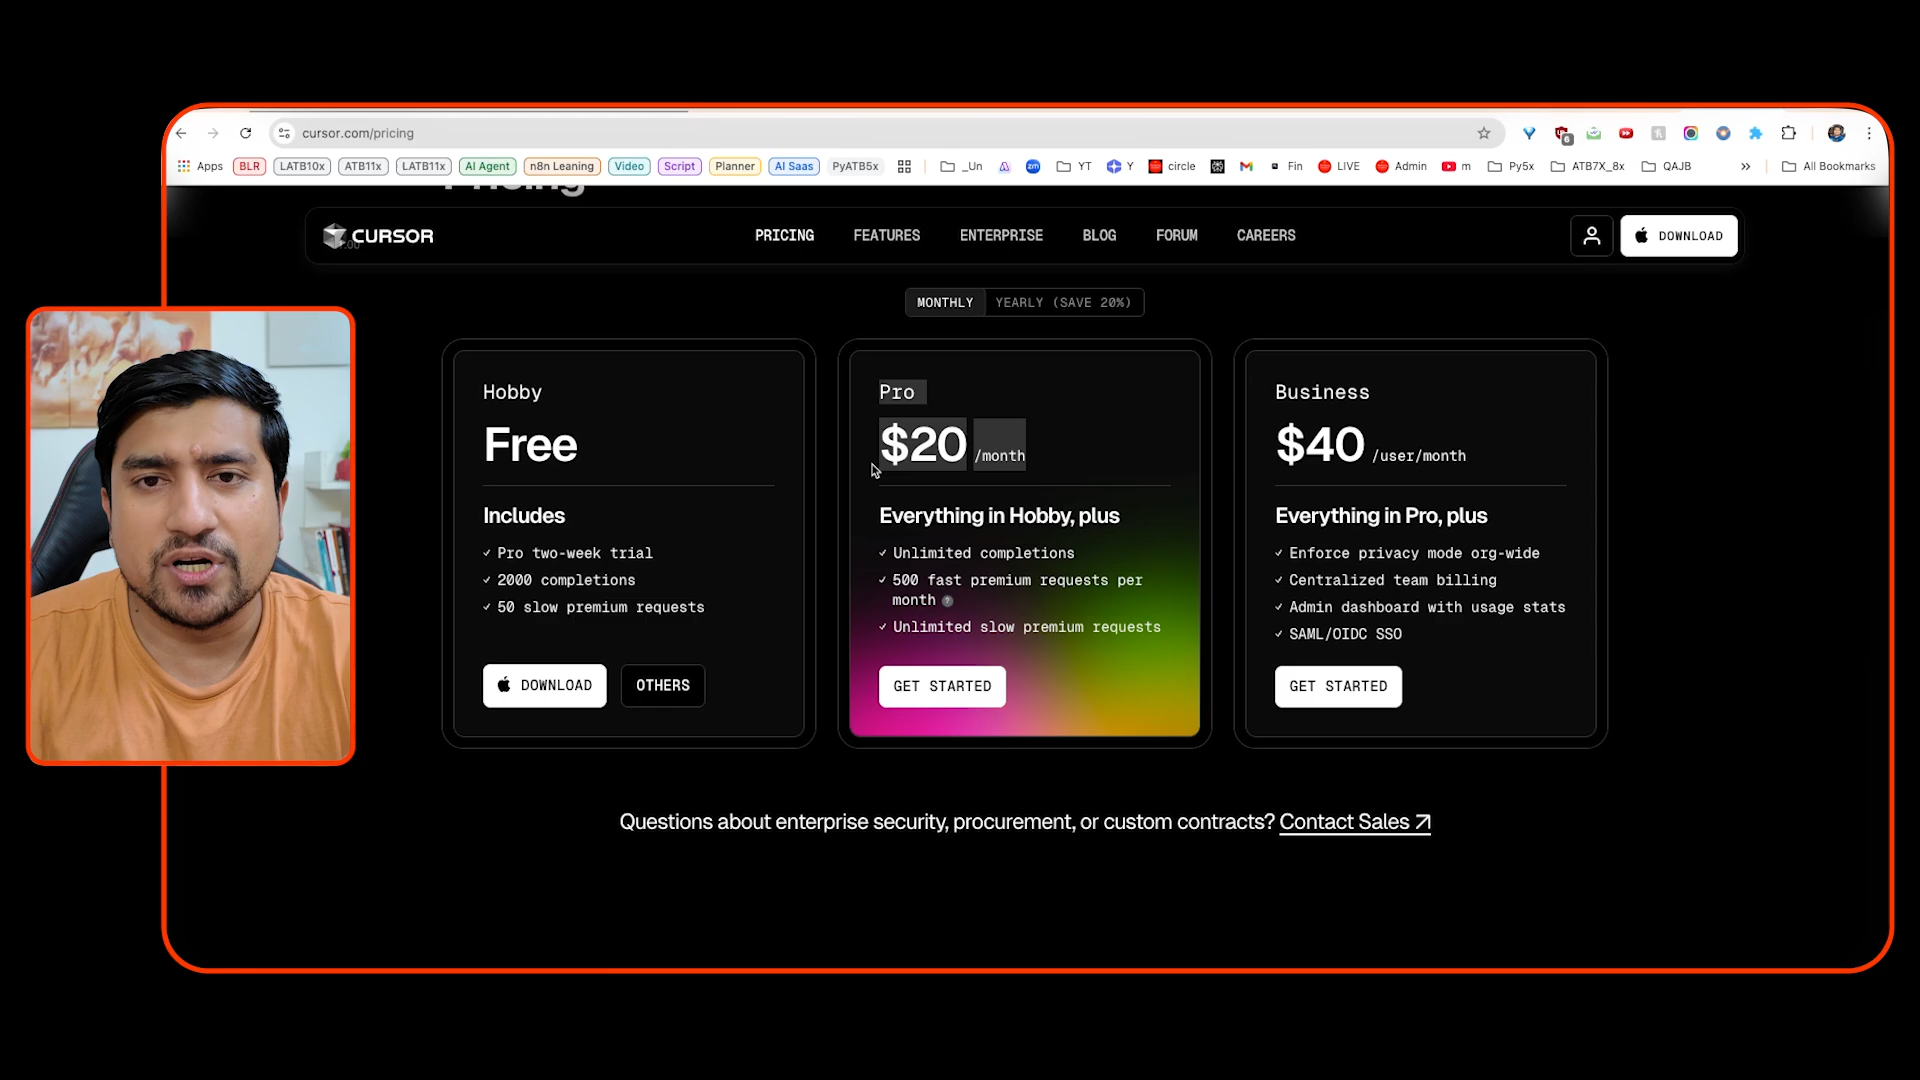 cursor.com/pricing
Apps BLR LATB10x ATB11x LATB11x AI Agent n8n Leaning Video Script Planner AI Saas PyATB5x _Un YT Y circle Fin LIVE Admin m Py5x ATB7X_8x QAJB All Bookmarks
Pricing
CURSOR PRICING FEATURES ENTERPRISE BLOG FORUM CAREERS DOWNLOAD
MONTHLY YEARLY (SAVE 20%)
Hobby
Free
Includes
Pro two-week trial
2000 completions
50 slow premium requests
DOWNLOAD OTHERS
Pro
$20 /month
Everything in Hobby, plus
Unlimited completions
500 fast premium requests per
month
Unlimited slow premium requests
GET STARTED
Business
$40 /user/month
Everything in Pro, plus
Enforce privacy mode org-wide
Centralized team billing
Admin dashboard with usage stats
SAML/OIDC SSO
GET STARTED
Questions about enterprise security, procurement, or custom contracts? Contact Sales